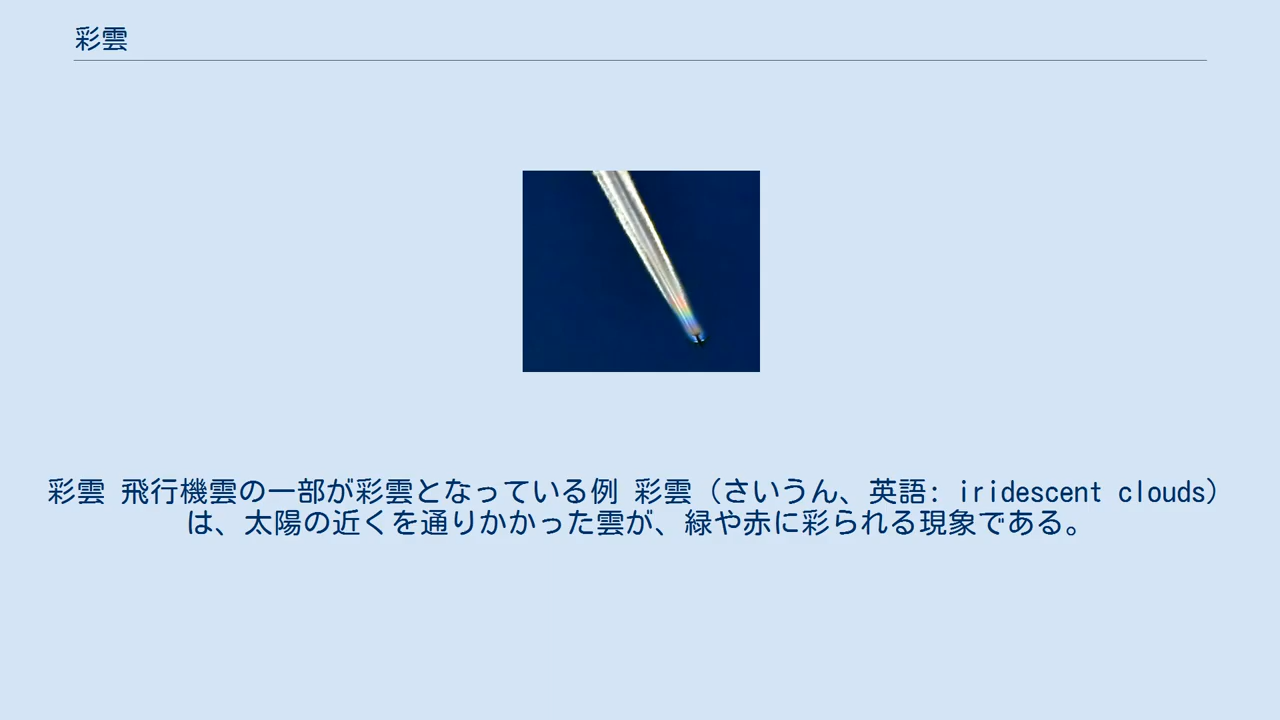 彩雲
彩雲 飛行機雲の一部が彩雲となっている例 彩雲（さいうん、英語: iridescent clouds）
は、太陽の近くを通りかかった雲が、緑や赤に彩られる現象である。